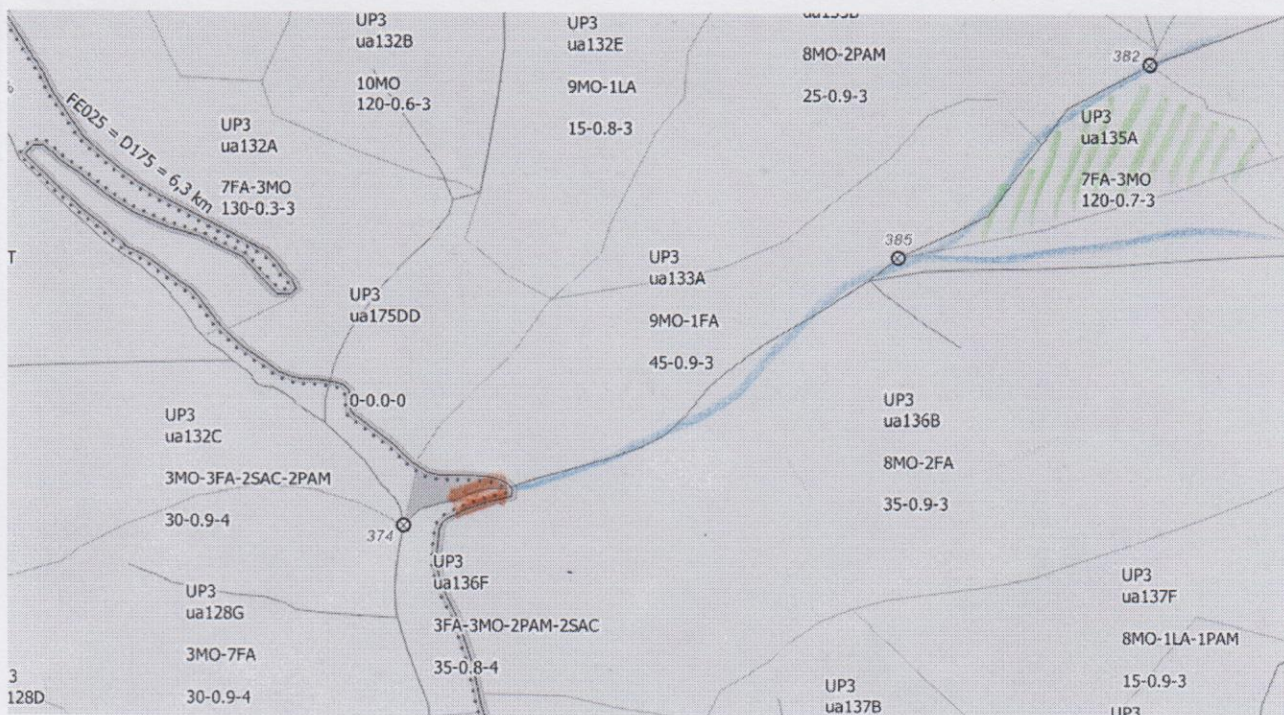 UP3
ua132B
10MO
120-0.6-3
UP3
ua132E
9MO-1LA
15-0.8-3
8MO-2PAM
25-0.9-3
382
UP3
ua135A
7FA-3MO
120-0.7-3
FE025 = D175 = 6,3 km
UP3
ua132A
7FA-3MO
130-0.3-3
385
T
UP3
ua133A
9MO-1FA
45-0.9-3
UP3
ua175DD
0-0.0-0
UP3
ua132C
3MO-3FA-2SAC-2PAM
30-0.9-4
UP3
ua136B
8MO-2FA
35-0.9-3
374
UP3
ua136F
3FA-3MO-2PAM-2SAC
35-0.8-4
UP3
ua128G
3MO-7FA
30-0.9-4
UP3
ua137F
8MO-1LA-1PAM
15-0.9-3
3
128D
UP3
ua137B
UP3